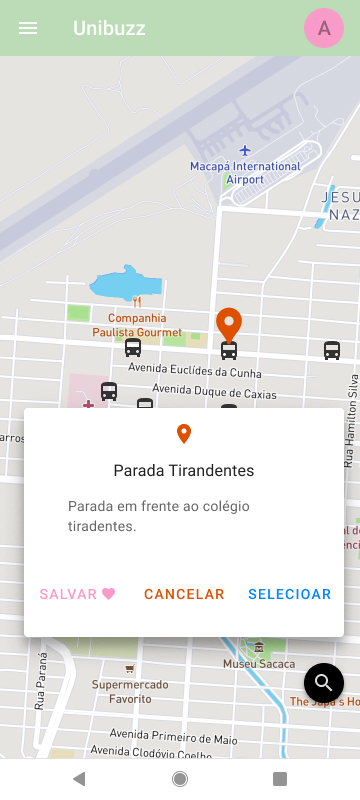 Unibuzz
A
Macapá International
Airport
JESU
NAZ
Companhia
Paulista Gourmet
Avenida Euclídes da Cunha
Avenida Duque de Caxias
Rua Hamilton Silva
arros
Parada Tirandentes
Parada em frente ao colégio
tiradentes.
SALVAR
CANCELAR
SELECIOAR
Museu Sacaca
Rua Paraná
Supermercado
Favorito
The Japa's Hous
Avenida Primeiro de Maio
Avenida Clodóvio Coelho